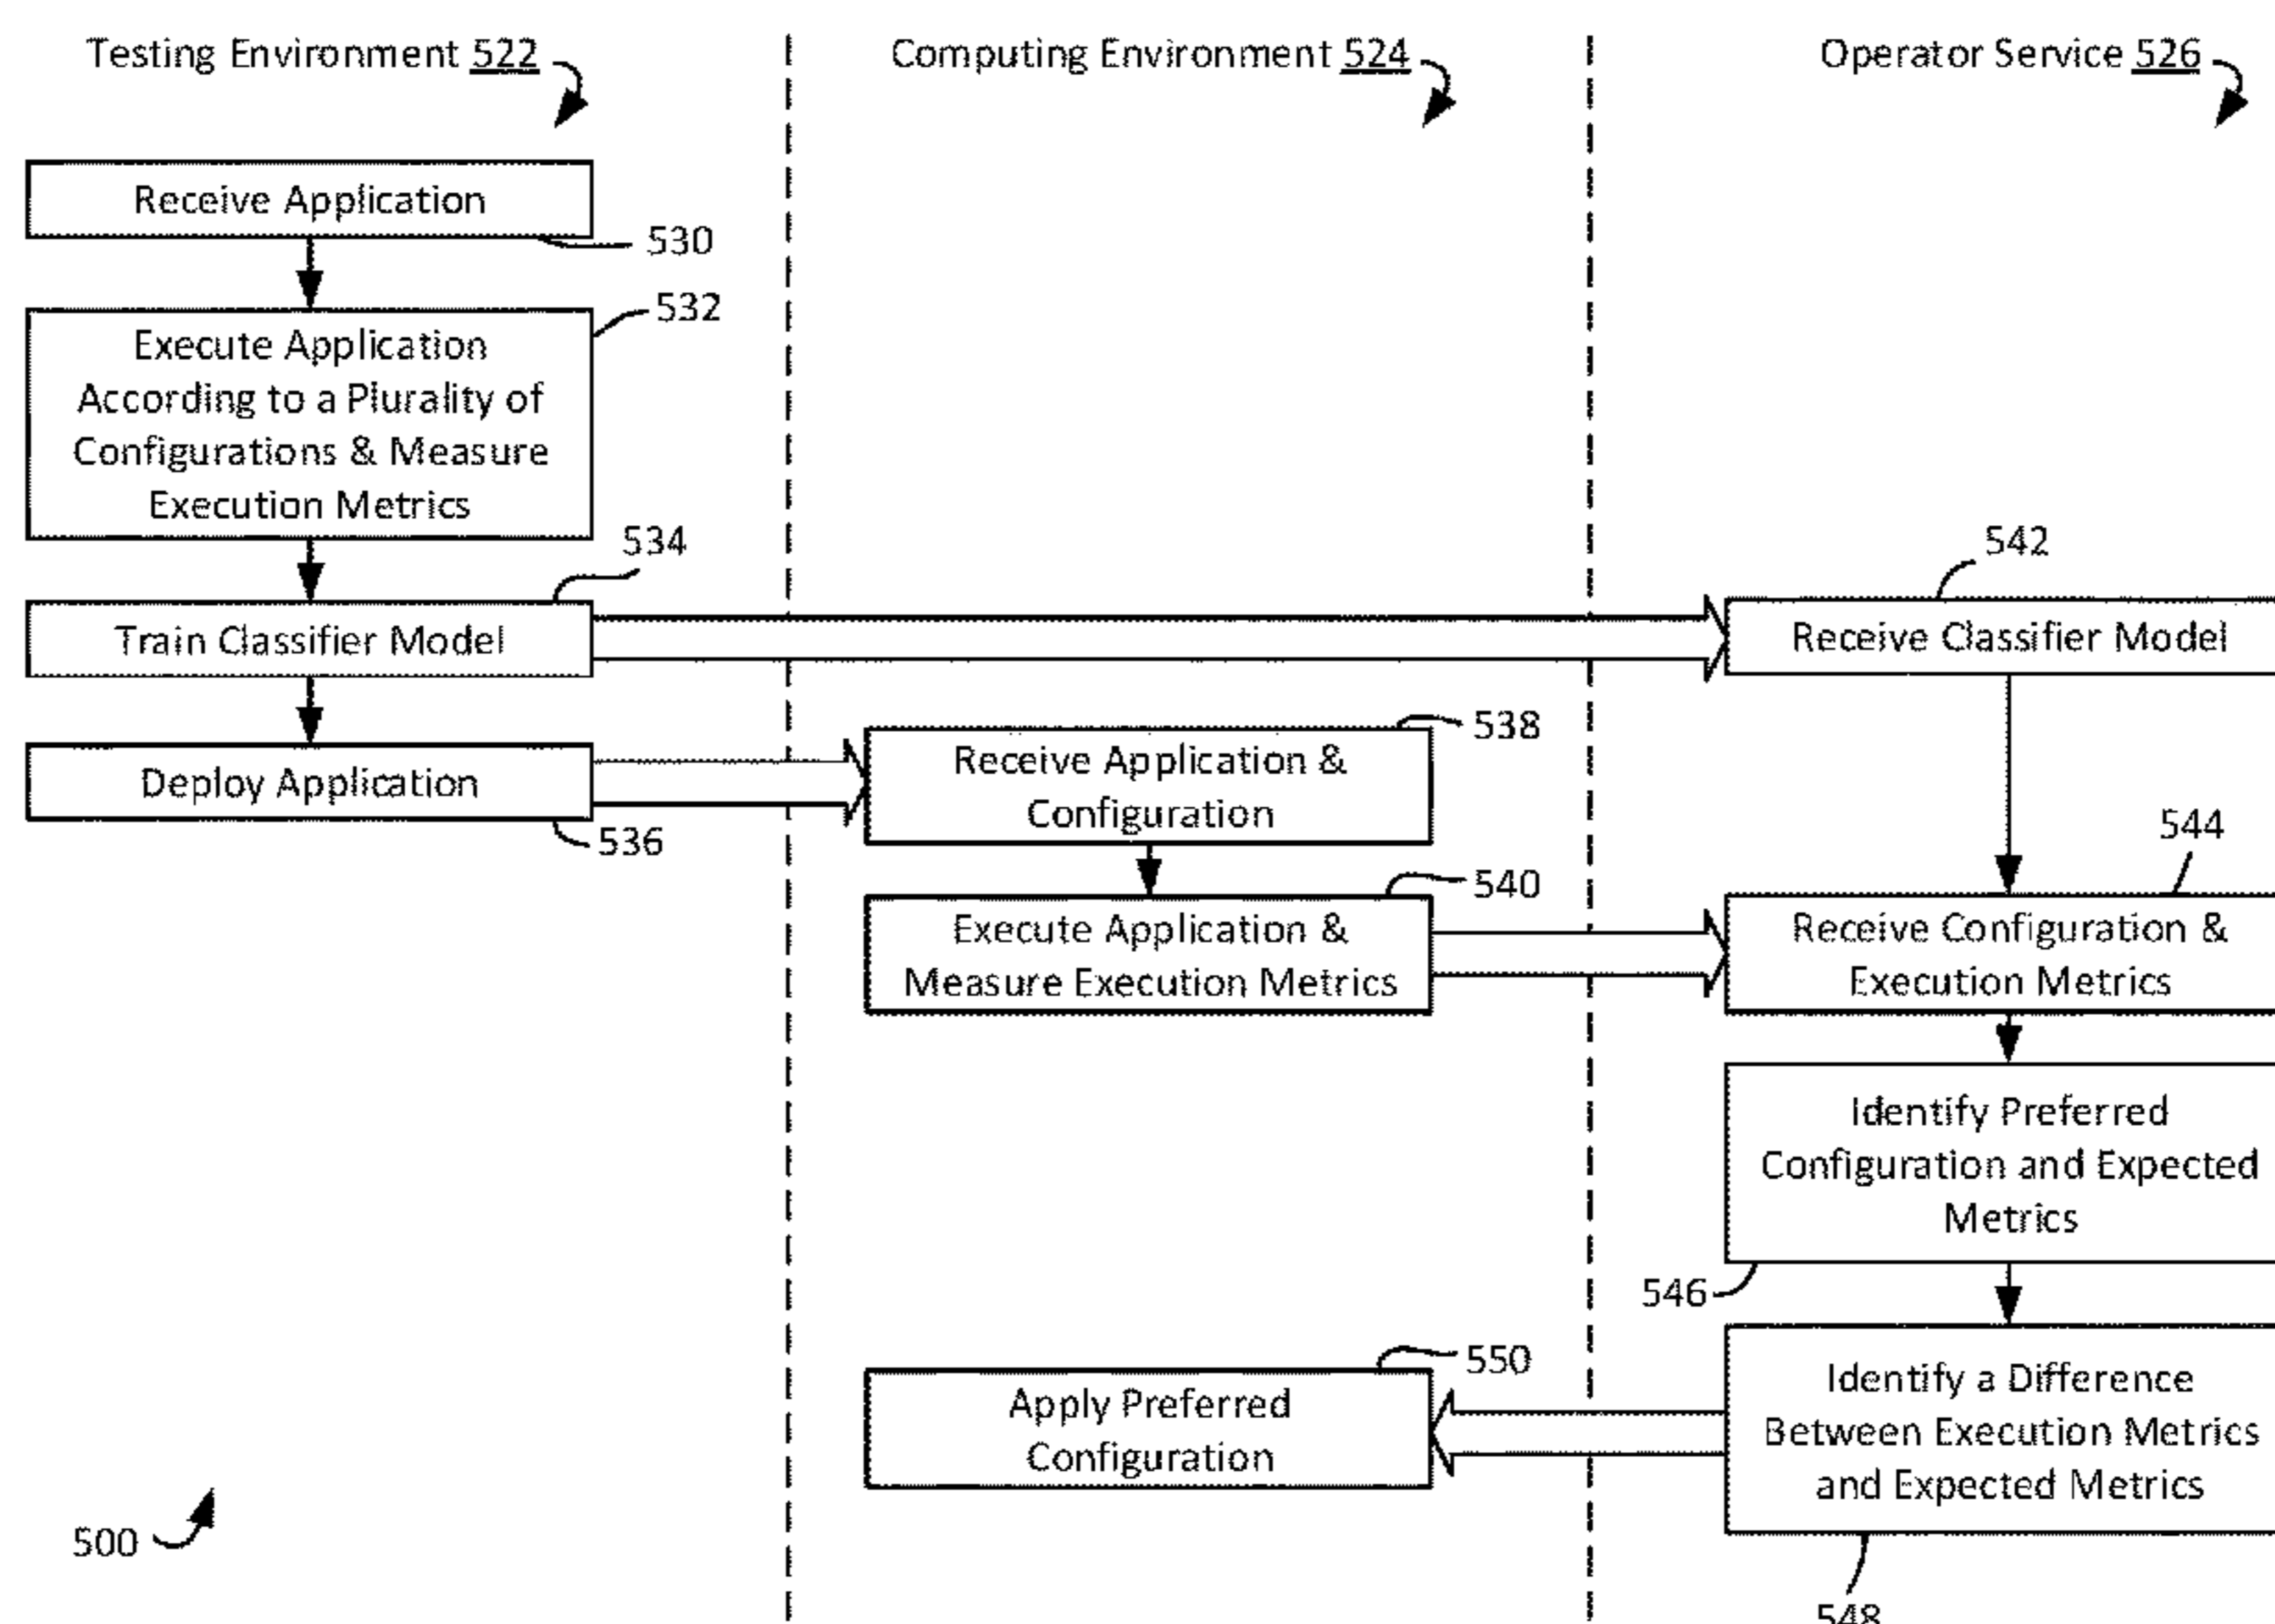 Testing Environment 522
Computing Environment 524
Operator Service 526
Receive Application
530
532
Execute Application
According to a Plurality of
Configurations & Measure
Execution Metrics
534
542
Train Classifier Model
Receive Classifier Model
538
Deploy Application
536
Receive Application &
Configuration
544
540
Execute Application &
Measure Execution Metrics
Receive Configuration &
Execution Metrics
Identify Preferred
Configuration and Expected
Metrics
546
550
Apply Preferred
Configuration
Identify a Difference
Between Execution Metrics
and Expected Metrics
500
548